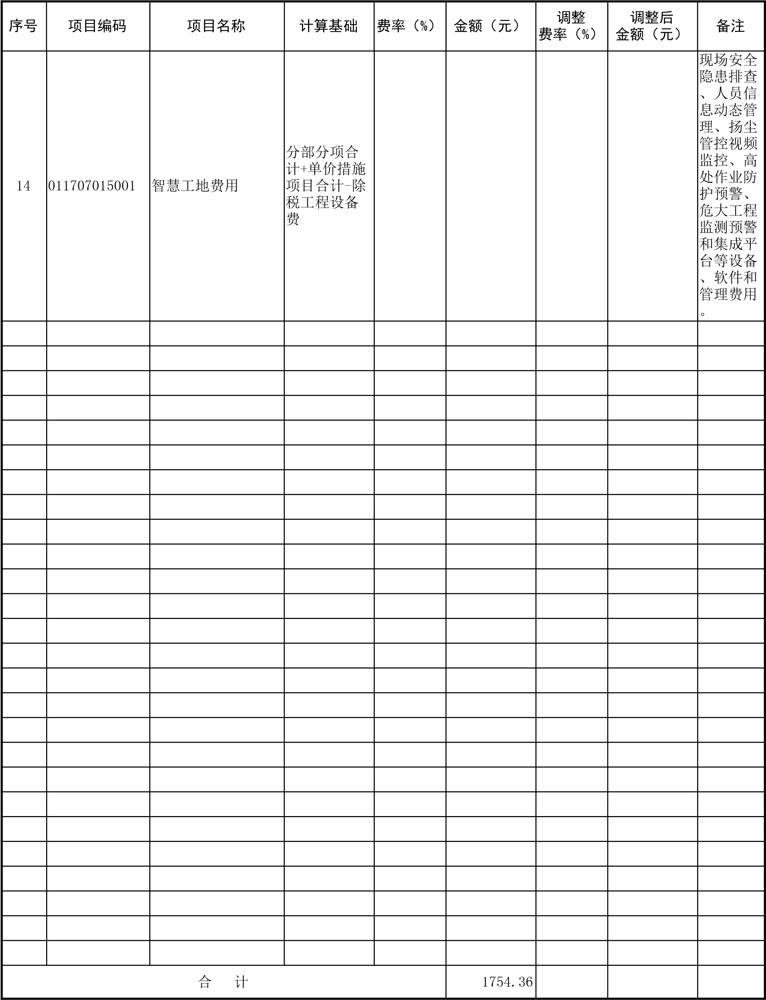 序号 项目编码 项目名称 计算基础 费率（%） 金额（元） 调整 调整后 备注
费率（%） 金额（元）
14 011707015001 智慧工地费用
分部分项合
计+单价措施
项目合计-除
税工程设备
费
现场安全
隐患排查
、人员信
息动态管
理、扬尘
管控视频
监控、高
处作业防
护预警、
危大工程
监测预警
和集成平
台等设备
、软件和
管理费用
。
合 计 1754.36